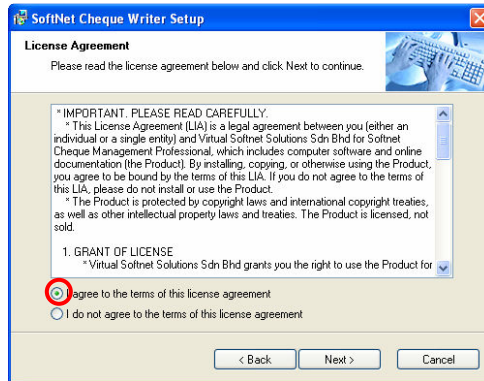 SoftNet Cheque Writer Setup
License Agreement
Please read the license agreement below and click Next to continue.
* IMPORTANT. PLEASE READ CAREFULLY.
* This License Agreement (LIA) is a legal agreement between you (either an
individual or a single entity) and Virtual Softnet Solutions Sdn Bhd for Softnet
Cheque Management Professional, which includes computer software and online
documentation (the Product). By installing, copying, or otherwise using the Product,
you agree to be bound by the terms of this LIA. If you do not agree to the terms of
this LIA, please do not install or use the Product.
* The Product is protected by copyright laws and international copyright treaties,
as well as other intellectual property laws and treaties. The Product is licensed, not
sold.
1. GRANT OF LICENSE
* Virtual Softnet Solutions Sdn Bhd grants you the right to use the Product for
I agree to the terms of this license agreement
I do not agree to the terms of this license agreement
< Back Next > Cancel